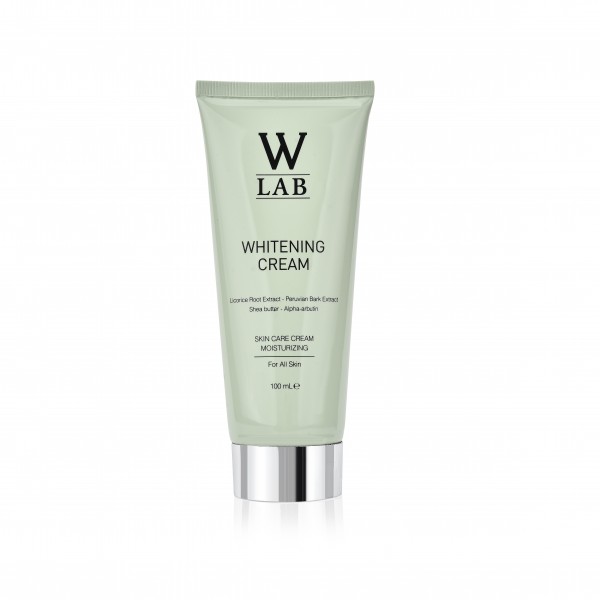 W
LAB
WHITENING
CREAM
Licorice Root Extract - Peruvian Bark Extract
Shea butter - Alpha-arbutin
SKIN CARE CREAM
MOISTURIZING
For All Skin
100 mL℮